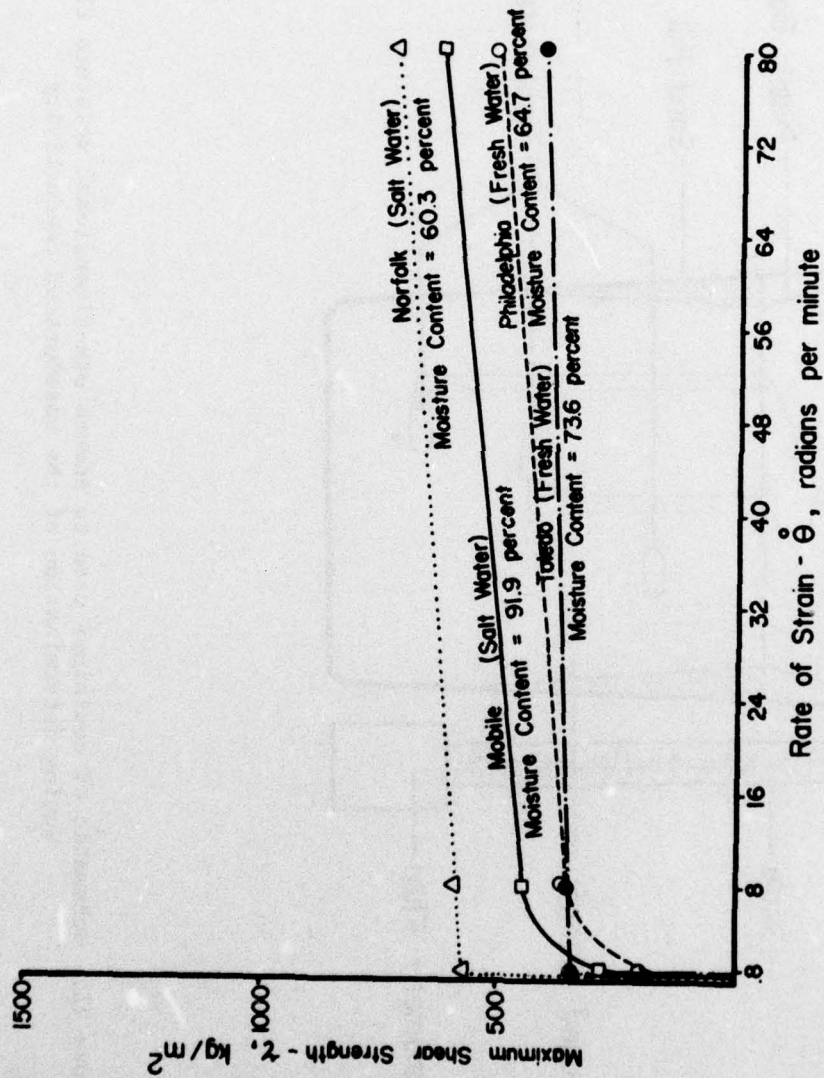 Maximum Shear Strength - τ, kg/m²
1500
1000
500
Norfolk (Salt Water)
Moisture Content = 60.3 percent
Mobile (Salt Water)
Moisture Content = 91.9 percent
Philadelphia (Fresh Water)
Moisture Content = 64.7 percent
Toledo (Fresh Water)
Moisture Content = 73.6 percent
.8 8 16 24 32 40 48 56 64 72 80
Rate of Strain - θ̊, radians per minute